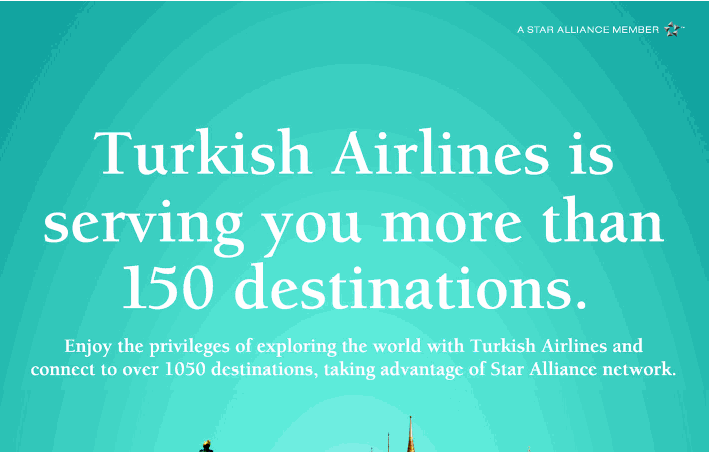 A STAR ALLIANCE MEMBER
Turkish Airlines is
serving you more than
150 destinations.
Enjoy the privileges of exploring the world with Turkish Airlines and
connect to over 1050 destinations, taking advantage of Star Alliance network.